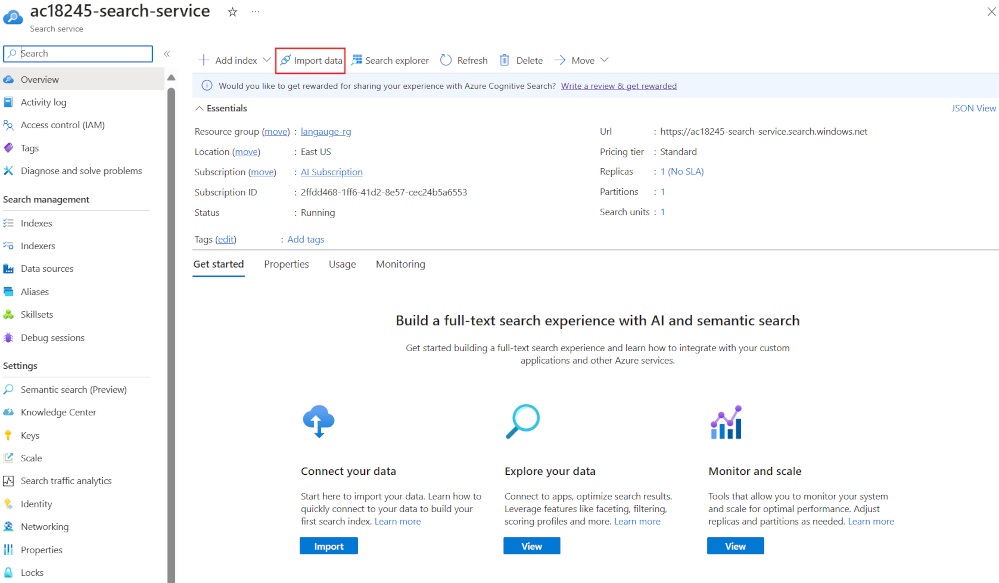 ac18245-search-service
Search service
Search
Overview
Activity log
Access control (IAM)
Tags
Diagnose and solve problems
Search management
Indexes
Indexers
Data sources
Aliases
Skillsets
Debug sessions
Settings
Semantic search (Preview)
Knowledge Center
Keys
Scale
Search traffic analytics
Identity
Networking
Properties
Locks
Add index Import data Search explorer Refresh Delete Move
Would you like to get rewarded for sharing your experience with Azure Cognitive Search? Write a review & get rewarded
Essentials JSON View
Resource group (move) : langauge-rg
Location (move) : East US
Subscription (move) : AI Subscription
Subscription ID : 2ffdd468-1ff6-41d2-8e57-cec24b5a6553
Status : Running
Url : https://ac18245-search-service.search.windows.net
Pricing tier : Standard
Replicas : 1 (No SLA)
Partitions : 1
Search units : 1
Tags (edit) : Add tags
Get started Properties Usage Monitoring
Build a full-text search experience with AI and semantic search
Get started building a full-text search experience and learn how to integrate with your custom
applications and other Azure services.
Connect your data
Start here to import your data. Learn how to
quickly connect to your data to build your
first search index. Learn more
Import
Explore your data
Connect to apps, optimize search results.
Leverage features like faceting, filtering,
scoring profiles and more. Learn more
View
Monitor and scale
Tools that allow you to monitor your system
and scale for optimal performance. Adjust
replicas and partitions as needed. Learn more
View